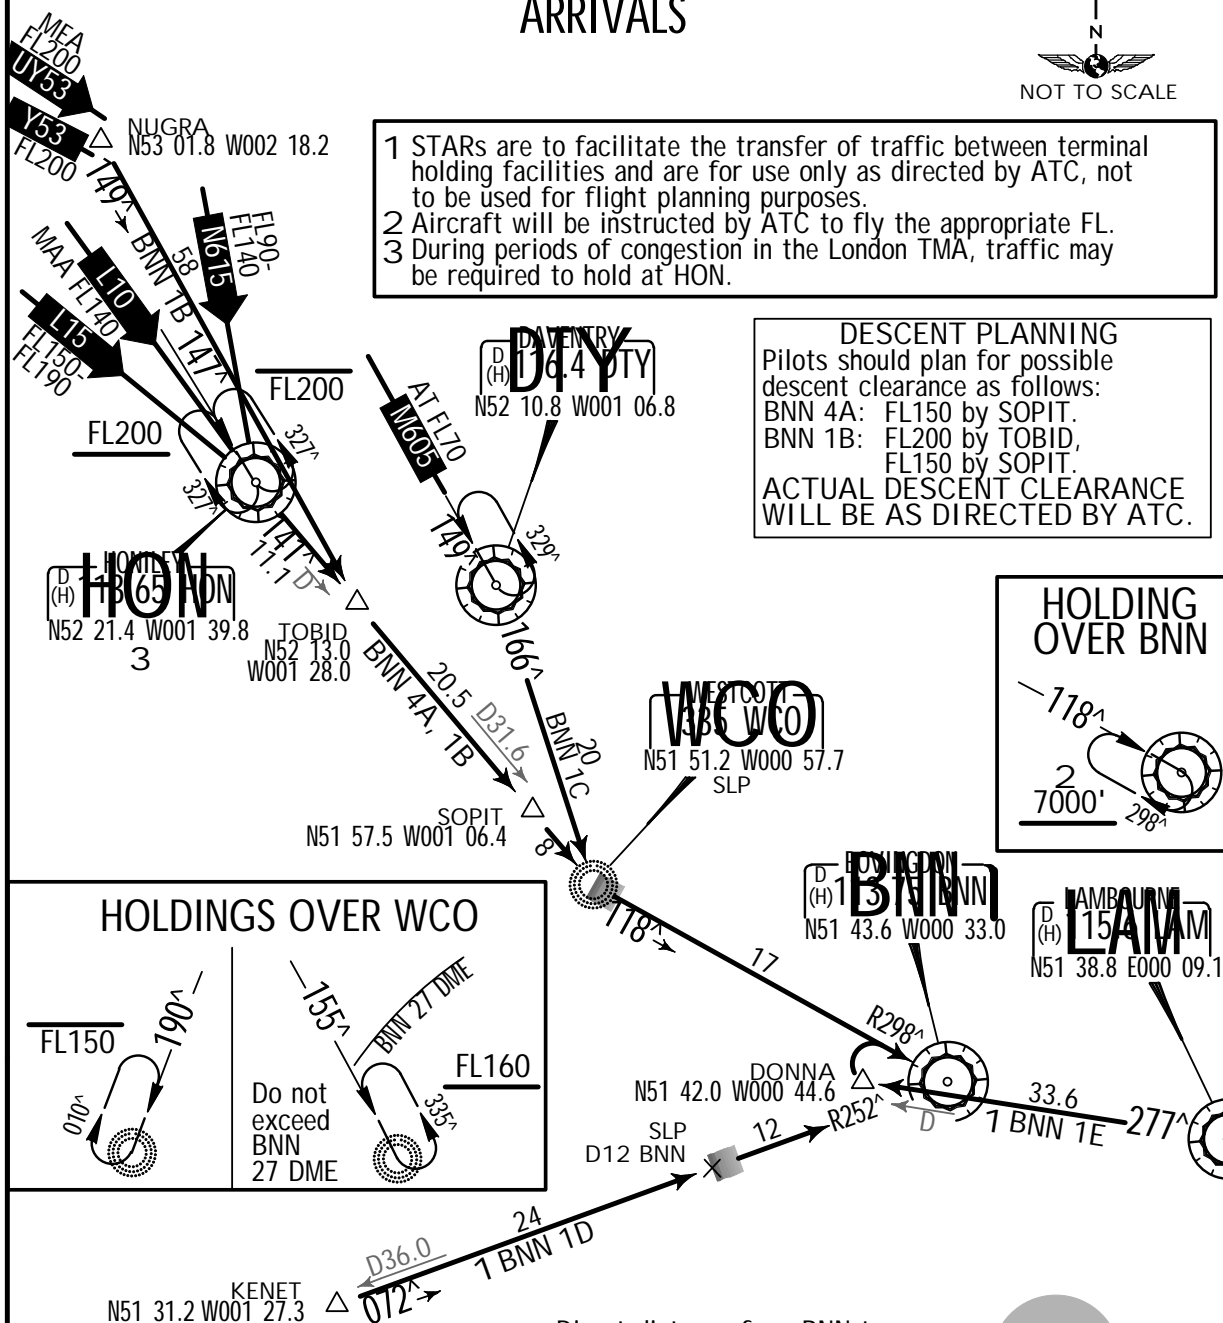 ARRIVALS
N
NOT TO SCALE
MFA
FL200
UY53
Y53
FL200
NUGRA
N53 01.8 W002 18.2
1 STARs are to facilitate the transfer of traffic between terminal
holding facilities and are for use only as directed by ATC, not
to be used for flight planning purposes.
2 Aircraft will be instructed by ATC to fly the appropriate FL.
3 During periods of congestion in the London TMA, traffic may
be required to hold at HON.
149^
BNN 1B
58
147^
N615
FL90-
FL140
L10
MAA FL140
L15
FL150-
FL190
FL200
FL200
327^
327^
DESCENT PLANNING
Pilots should plan for possible
descent clearance as follows:
BNN 4A: FL150 by SOPIT.
BNN 1B: FL200 by TOBID,
FL150 by SOPIT.
ACTUAL DESCENT CLEARANCE
WILL BE AS DIRECTED BY ATC.
DAVENTRY
D
(H)
116.4 DTY
DTY
N52 10.8 W001 06.8
AT FL70
M605
149^
329^
HONILEY
D
(H)
113.65 HON
HON
N52 21.4 W001 39.8
3
141^
11.1
D
TOBID
N52 13.0
W001 28.0
BNN 4A, 1B
20.5
D31.6
166^
20
BNN 1C
WESTCOTT
335 WCO
WCO
N51 51.2 W000 57.7
SLP
HOLDING
OVER BNN
118^
2
7000'
298^
SOPIT
N51 57.5 W001 06.4
8
118^
17
BOVINGDON
D
(H)
113.75 BNN
BNN
N51 43.6 W000 33.0
LAMBOURNE
D
(H)
115.6 LAM
LAM
N51 38.8 E000 09.1
HOLDINGS OVER WCO
FL150
190^
010^
155^
BNN 27 DME
FL160
335^
Do not
exceed
BNN
27 DME
R298^
DONNA
N51 42.0 W000 44.6
R252^
D
33.6
1 BNN 1E
277^
SLP
D12 BNN
12
24
1 BNN 1D
D36.0
072^
KENET
N51 31.2 W001 27.3